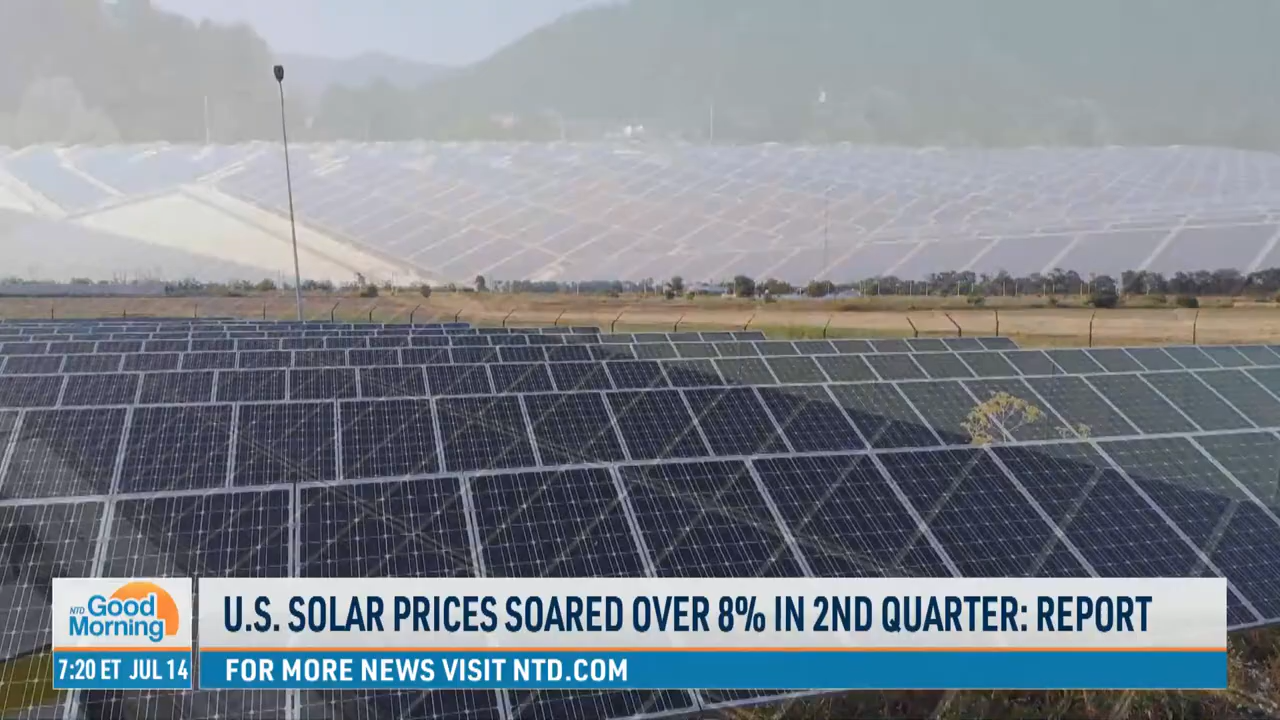 NTD
Good
Morning
7:20 ET JUL 14
U.S. SOLAR PRICES SOARED OVER 8% IN 2ND QUARTER: REPORT
FOR MORE NEWS VISIT NTD.COM